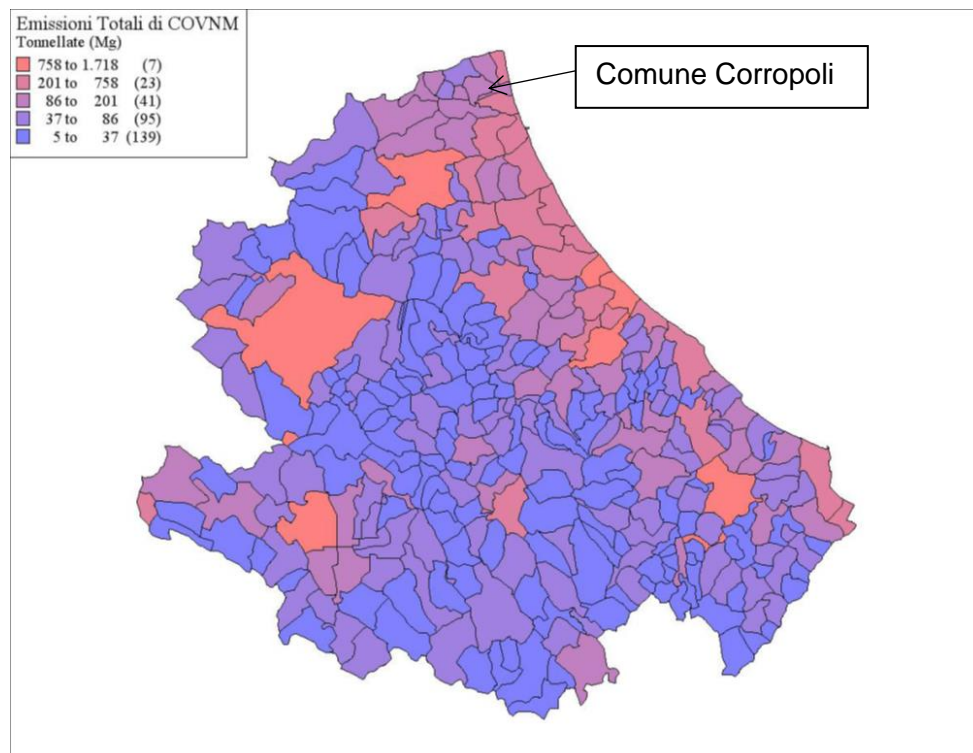 Emissioni Totali di COVNM
Tonnellate (Mg)
758 to 1.718 (7)
201 to 758 (23)
86 to 201 (41)
37 to 86 (95)
5 to 37 (139)
Comune Corropoli